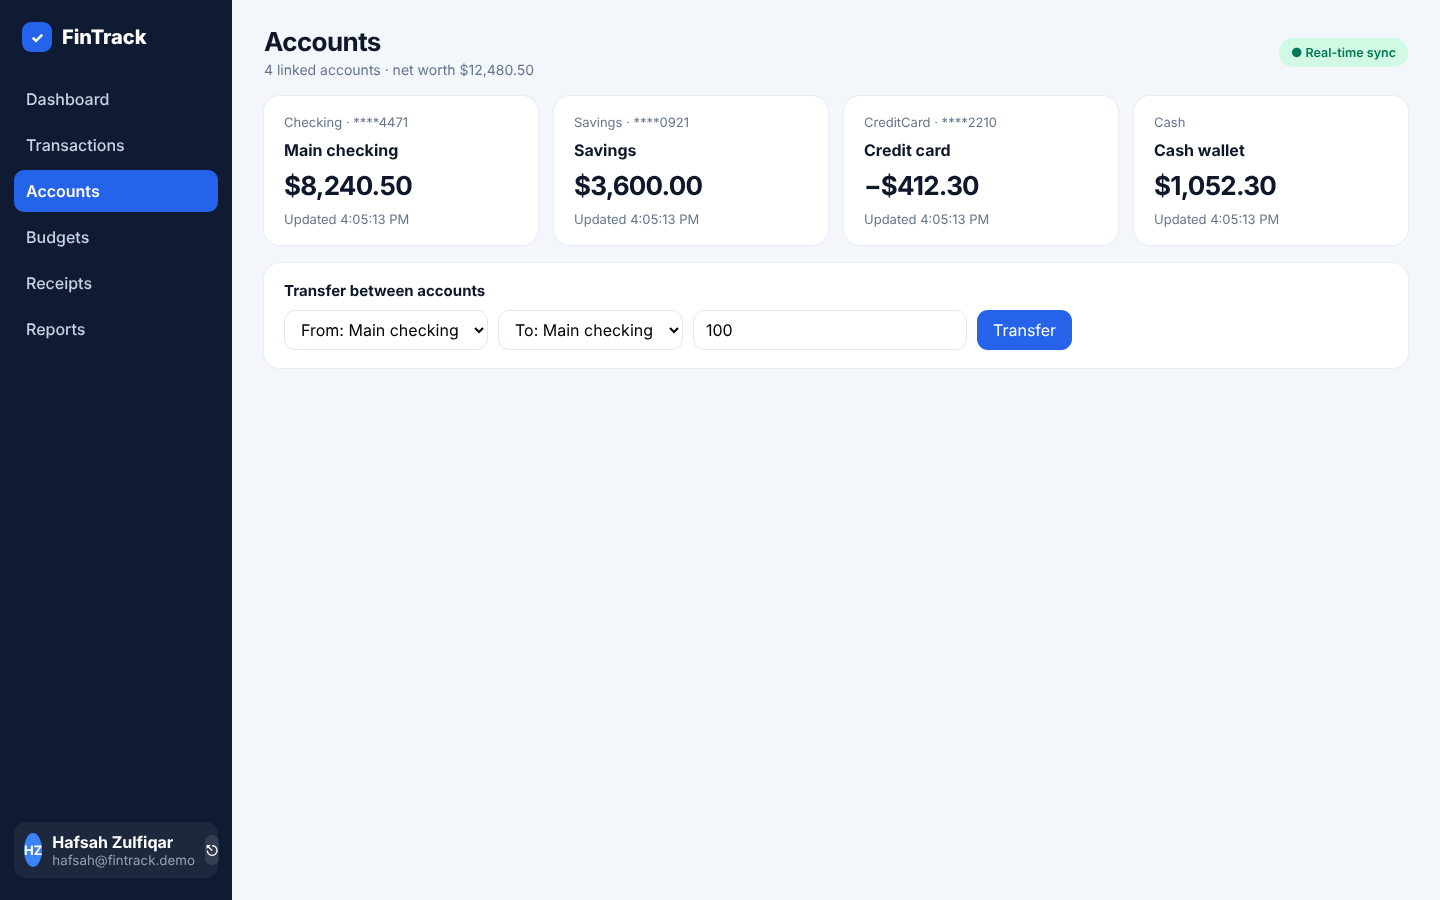 FinTrack
Dashboard
Transactions
Accounts
Budgets
Receipts
Reports
HZ
Hafsah Zulfiqar
hafsah@fintrack.demo
Accounts
4 linked accounts · net worth $12,480.50
Real-time sync
Checking · ****4471
Main checking
$8,240.50
Updated 4:05:13 PM
Savings · ****0921
Savings
$3,600.00
Updated 4:05:13 PM
CreditCard · ****2210
Credit card
−$412.30
Updated 4:05:13 PM
Cash
Cash wallet
$1,052.30
Updated 4:05:13 PM
Transfer between accounts
From: Main checking
To: Main checking
100
Transfer